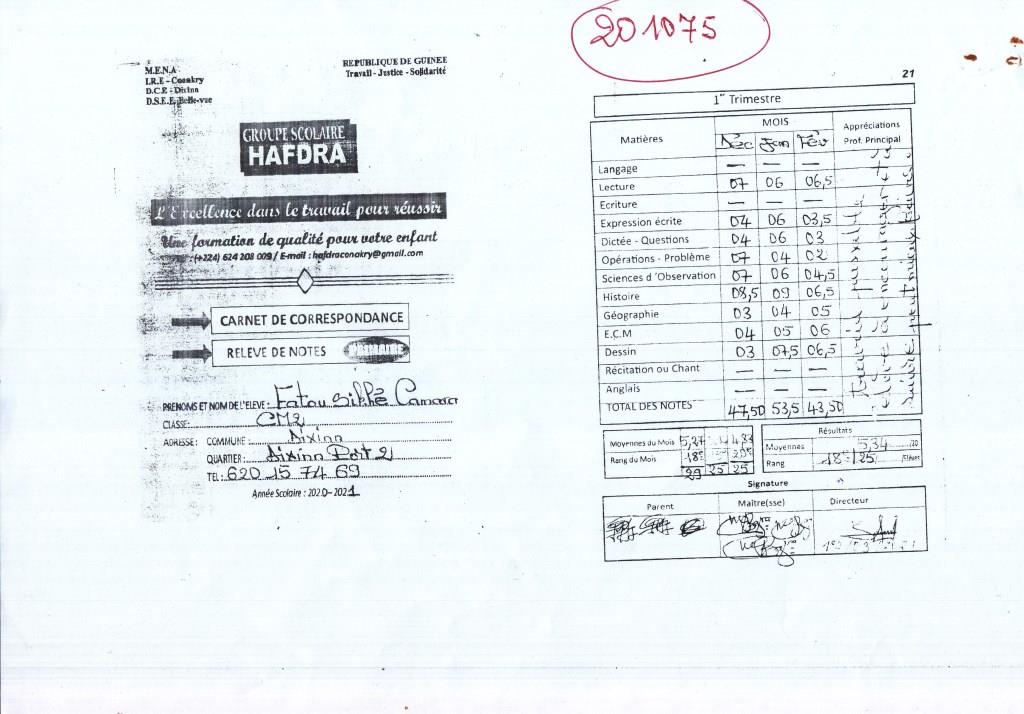 201075
M.E.N.A
I.R.E - Conakry
D.C.E - Dixinn
D.S.E.E. Belle-vue
REPUBLIQUE DE GUINEE
Travail - Justice - Solidarité
GROUPE SCOLAIRE
HAFDRA
L'Excellence dans le travail pour réussir
Une formation de qualité pour votre enfant
: (+224) 624 208 009 / E-mail : hafdraconakry@gmail.com
CARNET DE CORRESPONDANCE
RELEVE DE NOTES
PRENOMS ET NOM DE L'ELEVE : Fatou Camara
CLASSE : CM2
ADRESSE : COMMUNE : Dixinn
QUARTIER : Dixinn Port 2
TEL : 620 15 74 69
Année Scolaire : 2020-2021
21
1er Trimestre
Matières MOIS Appréciations Prof. Principal
Déc Jan Fév
Langage — — —
Lecture 07 06 06,5
Ecriture — — —
Expression écrite 04 06 03,5
Dictée - Questions 04 06 03
Opérations - Problème 07 04 02
Sciences d'Observation 07 06 04,5
Histoire 08,5 09 06,5
Géographie 03 04 05
E.C.M 04 05 06
Dessin 03 07,5 06,5
Récitation ou Chant — — —
Anglais — — —
TOTAL DES NOTES 47,50 53,5 43,50
Moyennes du Mois 5,27 4,83
Rang du Mois 18e 20e
29 25 25
Résultats
Moyennes 5,34 /10
Rang 18e/25 /Elèves
Signature
Parent Maître(sse) Directeur